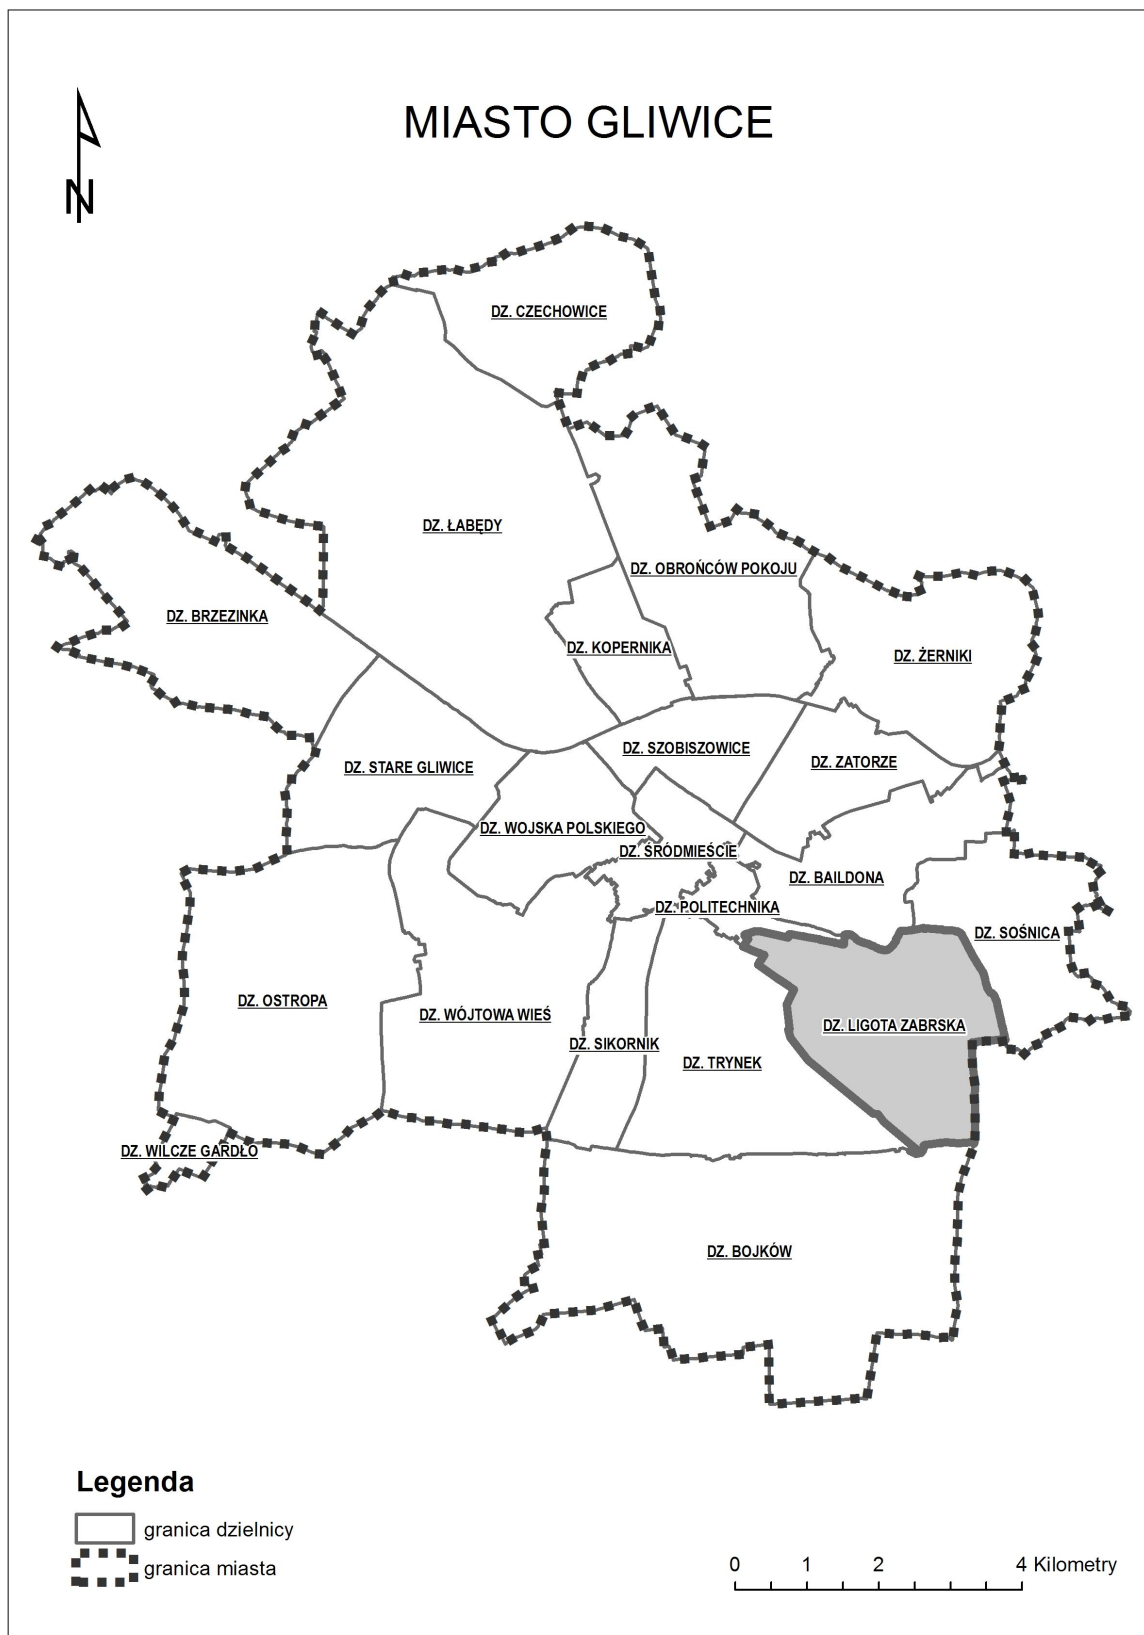 MIASTO GLIWICE
N
DZ. CZECHOWICE
DZ. ŁABĘDY
DZ. OBROŃCÓW POKOJU
DZ. BRZEZINKA
DZ. KOPERNIKA
DZ. ŻERNIKI
DZ. SZOBISZOWICE
DZ. ZATORZE
DZ. STARE GLIWICE
DZ. WOJSKA POLSKIEGO
DZ. ŚRÓDMIEŚCIE
DZ. BAILDONA
DZ. POLITECHNIKA
DZ. SOŚNICA
DZ. OSTROPA
DZ. WÓJTOWA WIEŚ
DZ. LIGOTA ZABRSKA
DZ. SIKORNIK
DZ. TRYNEK
DZ. WILCZE GARDŁO
DZ. BOJKÓW
Legenda
granica dzielnicy
granica miasta
0 1 2 4 Kilometry